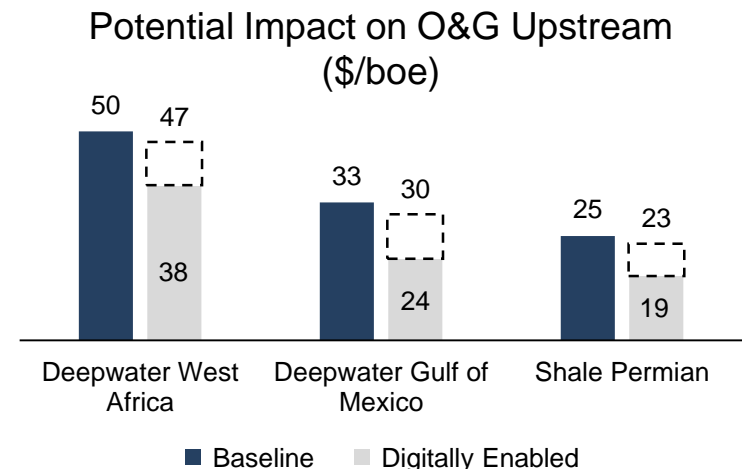 Potential Impact on O&G Upstream
($/boe)
50
47
38
33
30
24
25
23
19
Deepwater West
Africa
Deepwater Gulf of
Mexico
Shale Permian
Baseline
Digitally Enabled